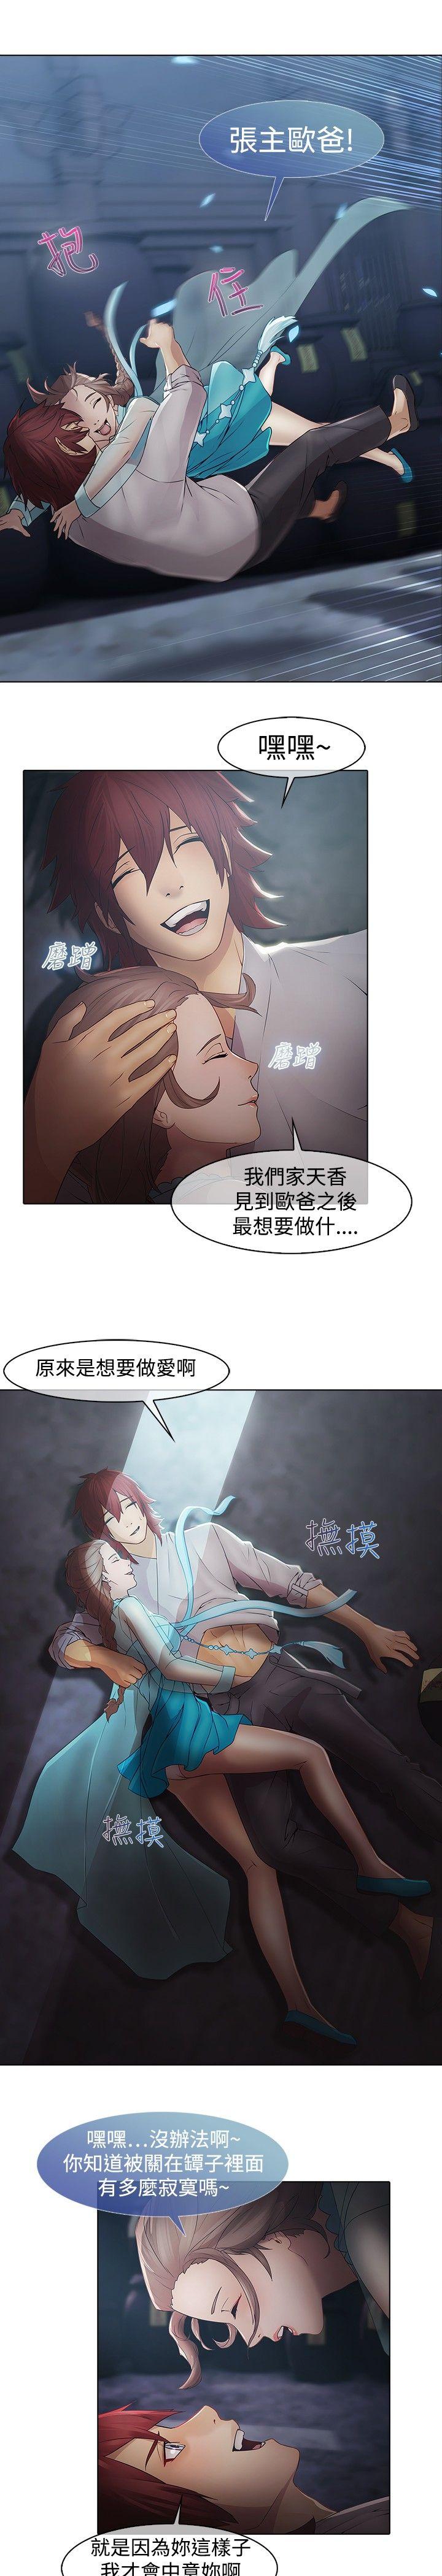 張主歐爸!
抱
住
嘿嘿~
磨蹭
磨蹭
我們家天香
見到歐爸之後
最想要做什....
原來是想要做愛啊
撫摸
撫摸
嘿嘿...沒辦法啊~
你知道被關在罈子裡面
有多麼寂寞嗎~
就是因為妳這樣子
我才會中意妳啊